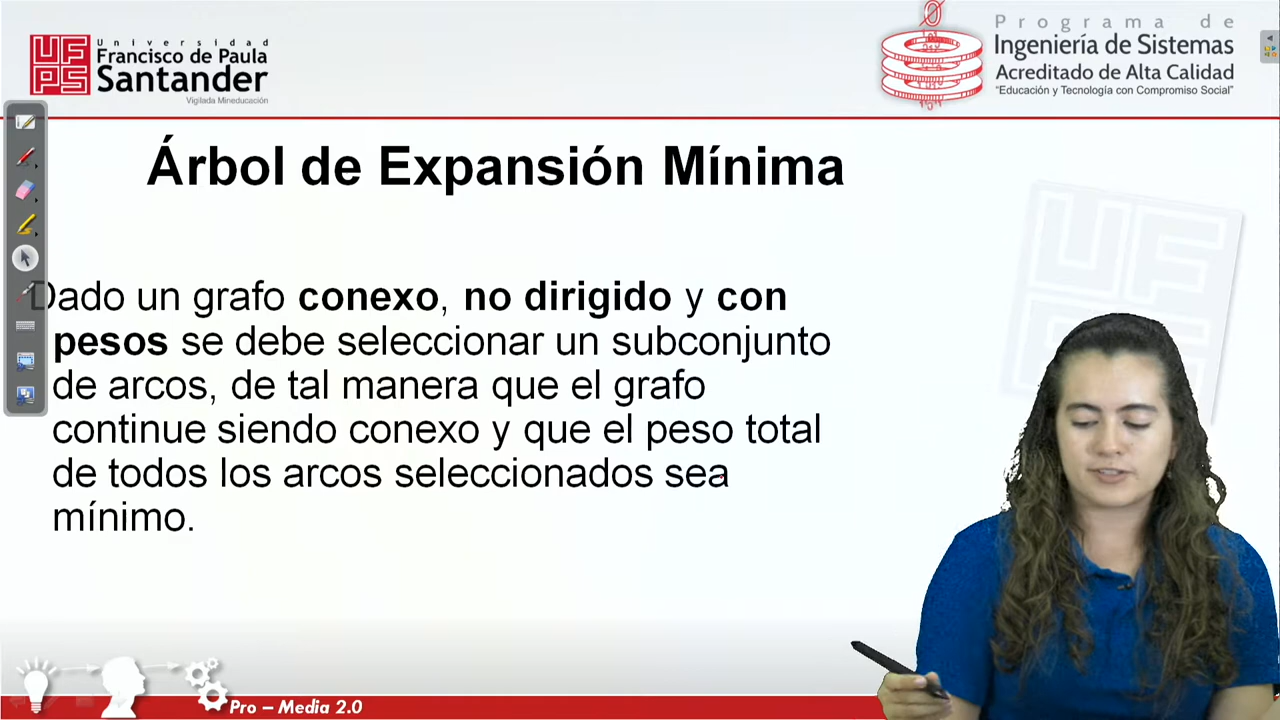 UFPS
Universidad
Francisco de Paula
Santander
Vigilada Mineducación
Programa de
Ingeniería de Sistemas
Acreditado de Alta Calidad
“Educación y Tecnología con Compromiso Social”
Árbol de Expansión Mínima
Dado un grafo conexo, no dirigido y con
pesos se debe seleccionar un subconjunto
de arcos, de tal manera que el grafo
continue siendo conexo y que el peso total
de todos los arcos seleccionados sea
mínimo.
Pro – Media 2.0